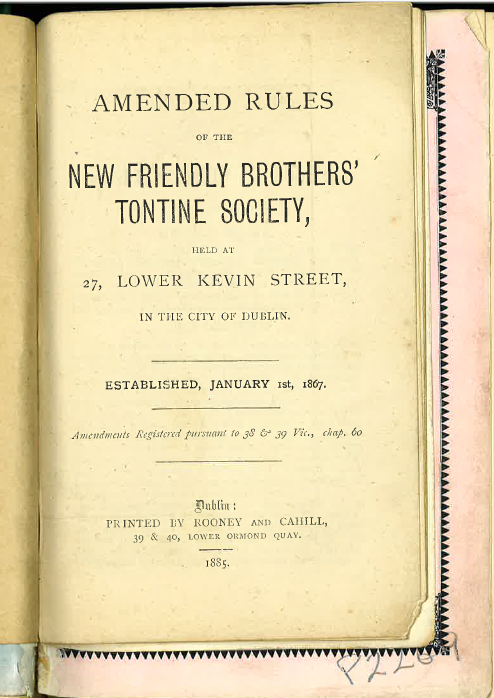 AMENDED RULES
OF THE
NEW FRIENDLY BROTHERS'
TONTINE SOCIETY,
HELD AT
27, LOWER KEVIN STREET,
IN THE CITY OF DUBLIN.
ESTABLISHED, JANUARY 1st, 1867.
Amendments Registered pursuant to 38 & 39 Vic., chap. 60
Dublin:
PRINTED BY ROONEY AND CAHILL,
39 & 40, LOWER ORMOND QUAY.
1885.